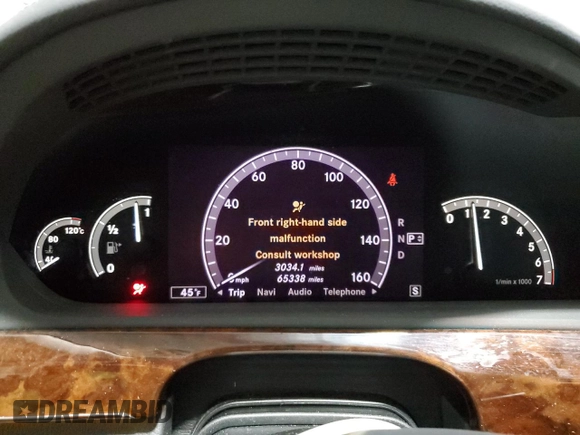 60 80 100
40 120
20 140
0 mph 160
Front right-hand side
malfunction
Consult workshop
3034.1 miles
65338 miles
Trip Navi Audio Telephone
R
N P
D
S
120°C
80
½ 1
0
45°F
0 1 2 3 4 5 6 7
1/min x 1000
DREAMBID